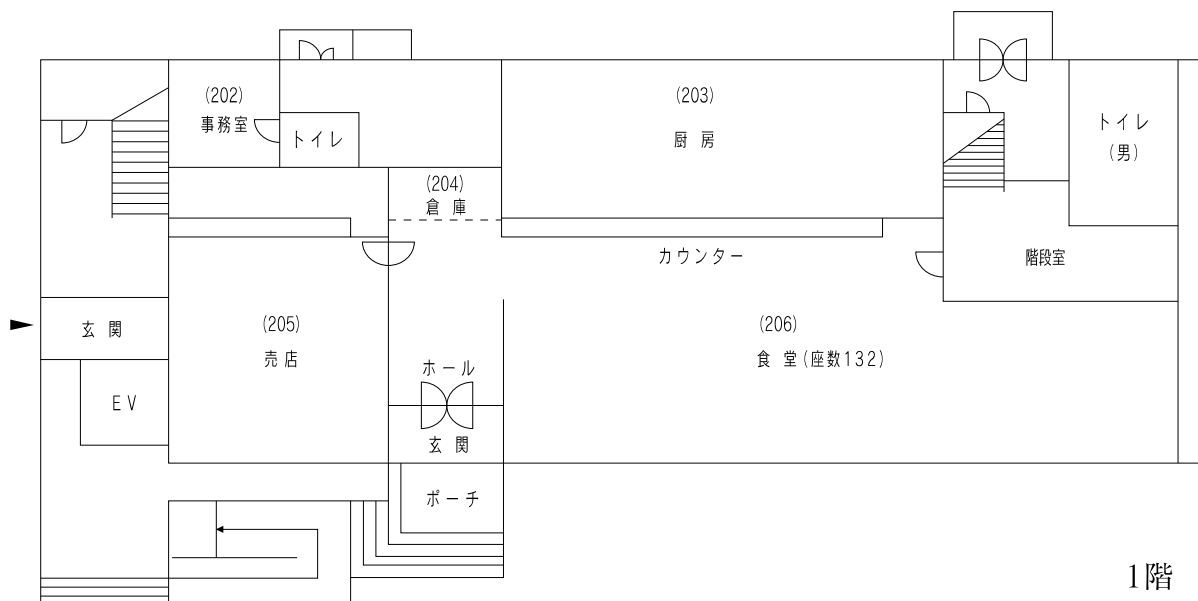 (202)
事務室
トイレ
(203)
厨 房
トイレ
(男)
(204)
倉 庫
カウンター
階段室
玄 関
(205)
売 店
(206)
食 堂(座数132)
ホール
EV
玄 関
ポーチ
1階